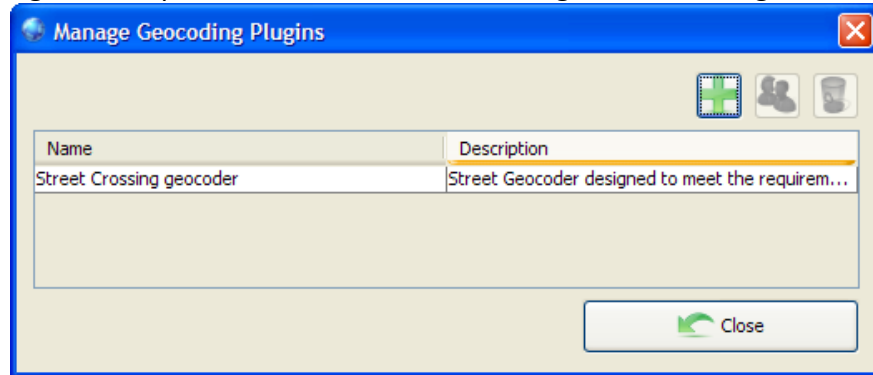 Manage Geocoding Plugins
Name Description
Street Crossing geocoder Street Geocoder designed to meet the requirem...
Close